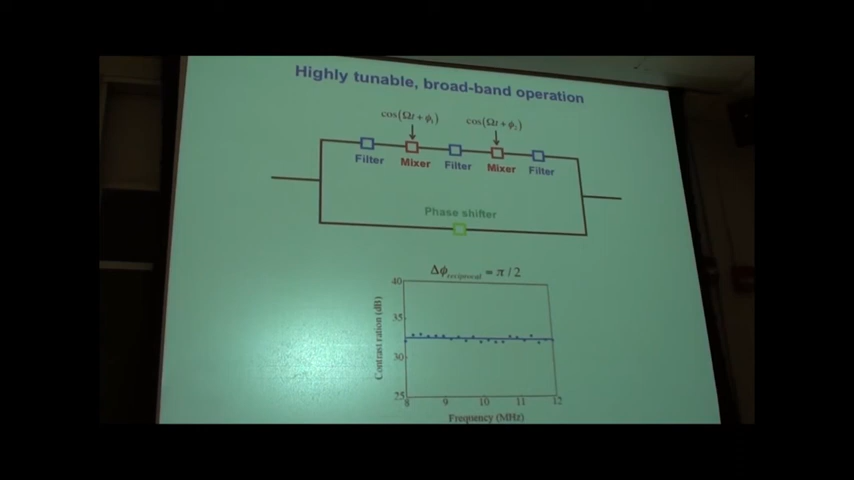 Highly tunable, broad-band operation
cos(Ωt + ϕ₁) cos(Ωt + ϕ₂)
Filter Mixer Filter Mixer Filter
Phase shifter
Δϕ reciprocal = π / 2
40
35
30
25
Contrast ration (dB)
8 9 10 11 12
Frequency (MHz)